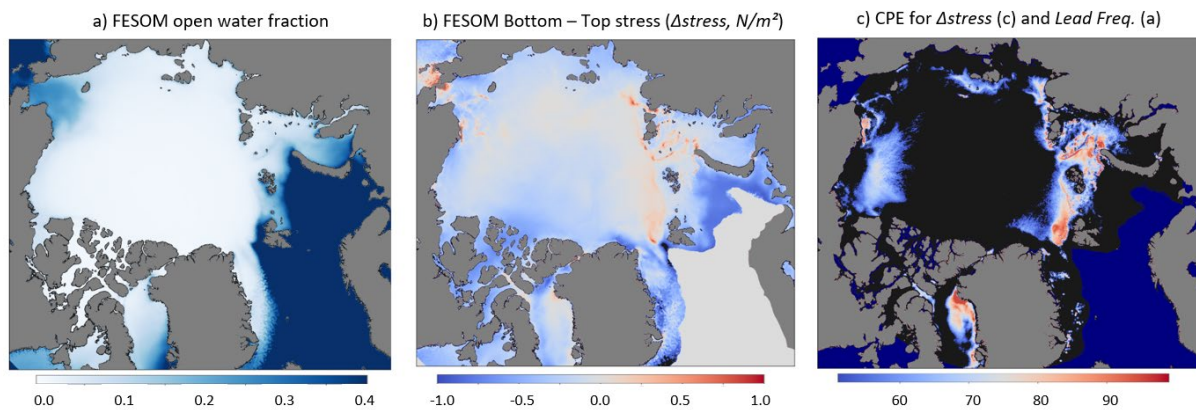 a) FESOM open water fraction
b) FESOM Bottom – Top stress (Δstress, N/m²)
c) CPE for Δstress (c) and Lead Freq. (a)
0.0 0.1 0.2 0.3 0.4
-1.0 -0.5 0.0 0.5 1.0
60 70 80 90